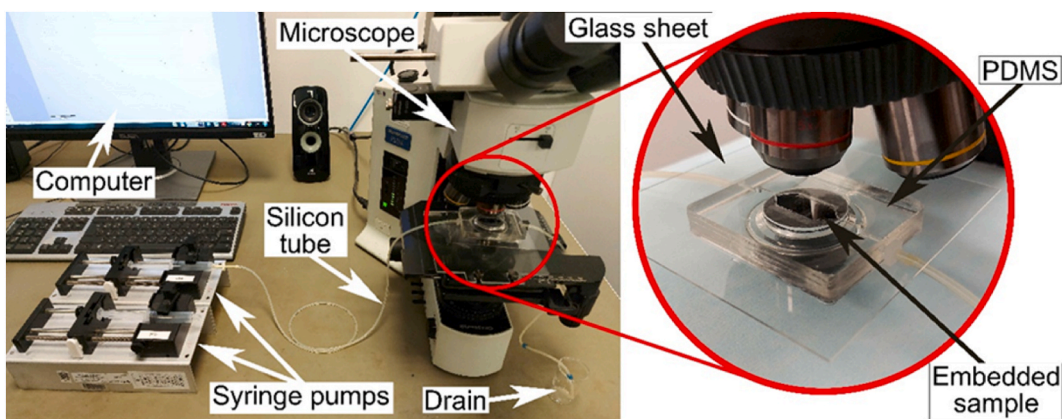 Microscope
Glass sheet
PDMS
Computer
Silicon
tube
Syringe pumps
Drain
Embedded
sample